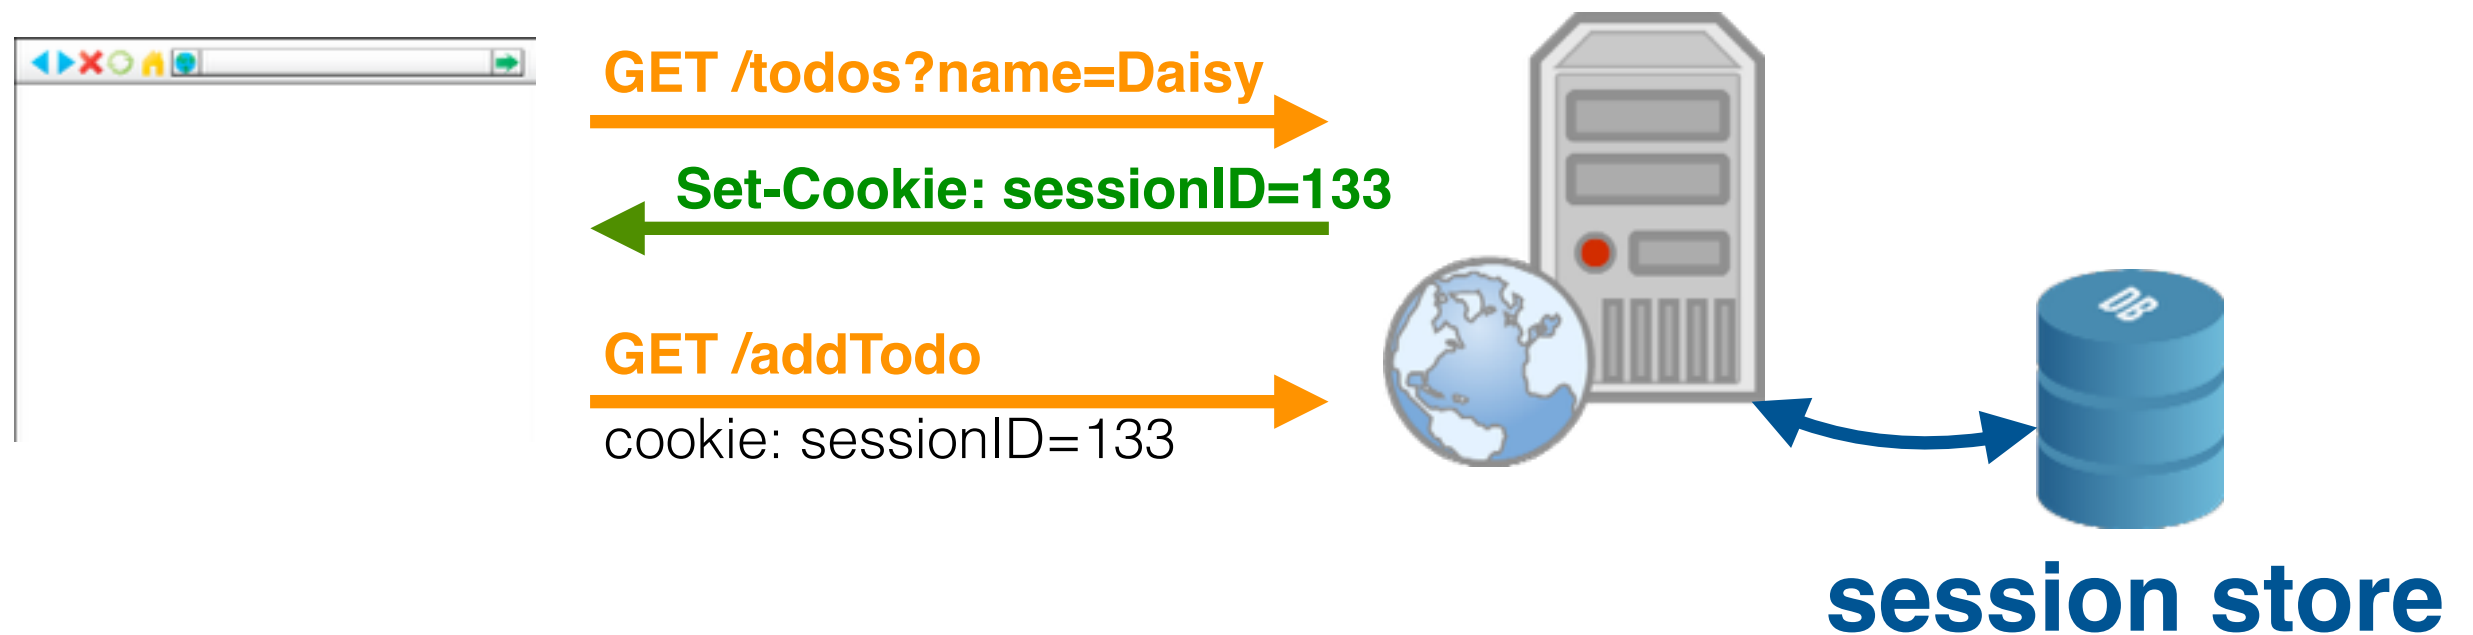 GET /todos?name=Daisy
Set-Cookie: sessionID=133
GET /addTodo
cookie: sessionID=133
DB
session store